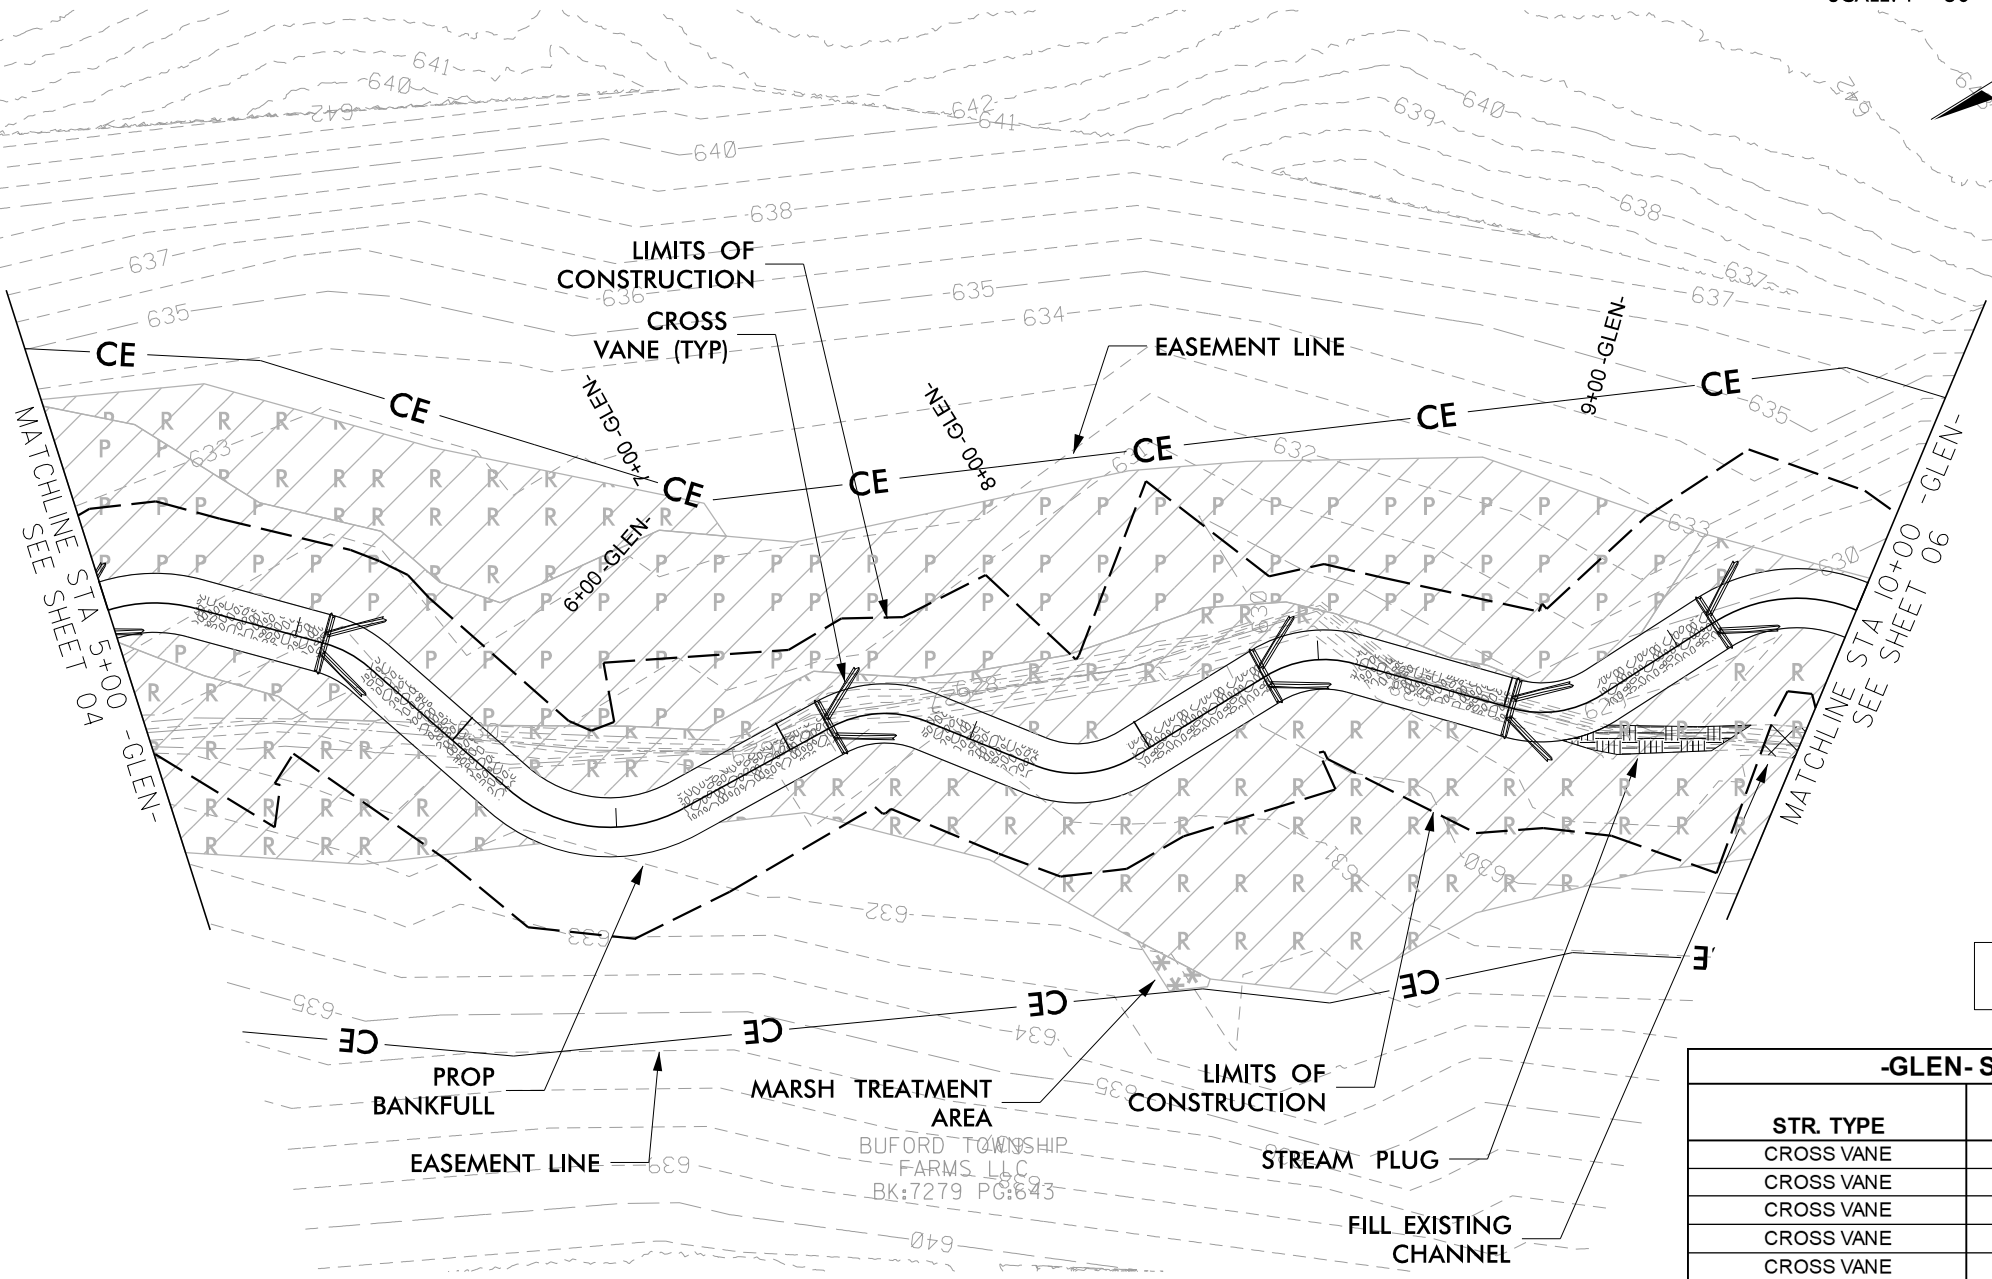 641
640
642
642
641
640
639
640
642
638
638
637
637
637
636
635
635
634
LIMITS OF
CONSTRUCTION
CROSS
VANE (TYP)
EASEMENT LINE
9+00 -GLEN-
7+00 -GLEN-
8+00 -GLEN-
6+00 -GLEN-
CE
CE
CE
CE
CE
CE
CE
635
633
632
633
630
630
628
MATCHLINE STA 5+00 -GLEN-
SEE SHEET 04
MATCHLINE STA 10+00 -GLEN-
SEE SHEET 06
P R R R
P P R R R R R R
P P P R R R R R R
P P P P P P P P P P P P
R R R R R R R R R R R R
631
630
632
633
635
634
635
CE
CE
CE
CE
PROP
BANKFULL
MARSH TREATMENT
AREA
LIMITS OF
CONSTRUCTION
EASEMENT LINE
639
BUFORD TOWNSHIP
FARMS LLC
BK:7279 PG:643
STREAM PLUG
FILL EXISTING
CHANNEL
640
-GLEN- S
STR. TYPE
CROSS VANE
CROSS VANE
CROSS VANE
CROSS VANE
CROSS VANE